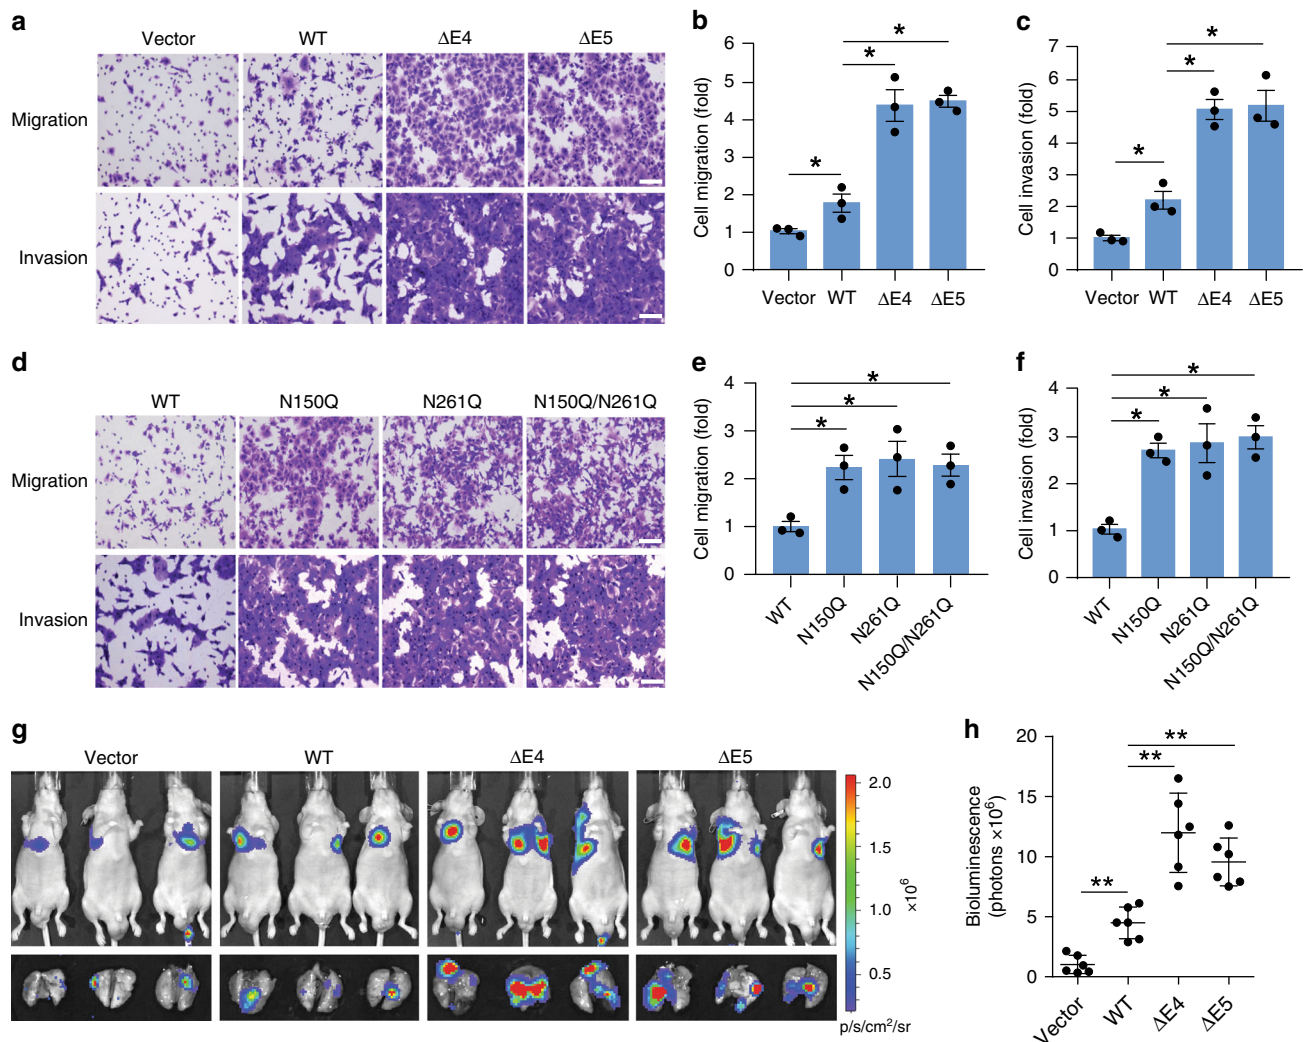 a
Vector WT ΔE4 ΔE5
Migration
Invasion
b
Cell migration (fold)
6
5
4
3
2
1
0
* * *
Vector WT ΔE4 ΔE5
c
Cell invasion (fold)
7
6
5
4
3
2
1
0
* * *
Vector WT ΔE4 ΔE5
d
WT N150Q N261Q N150Q/N261Q
Migration
Invasion
e
Cell migration (fold)
4
3
2
1
0
* * *
WT N150Q N261Q N150Q/N261Q
f
Cell invasion (fold)
4
3
2
1
0
* * *
WT N150Q N261Q N150Q/N261Q
g
Vector WT ΔE4 ΔE5
2.0
1.5
1.0
0.5
×10⁶
p/s/cm²/sr
h
Bioluminescence
(photons ×10⁶)
20
15
10
5
0
** ** **
Vector WT ΔE4 ΔE5